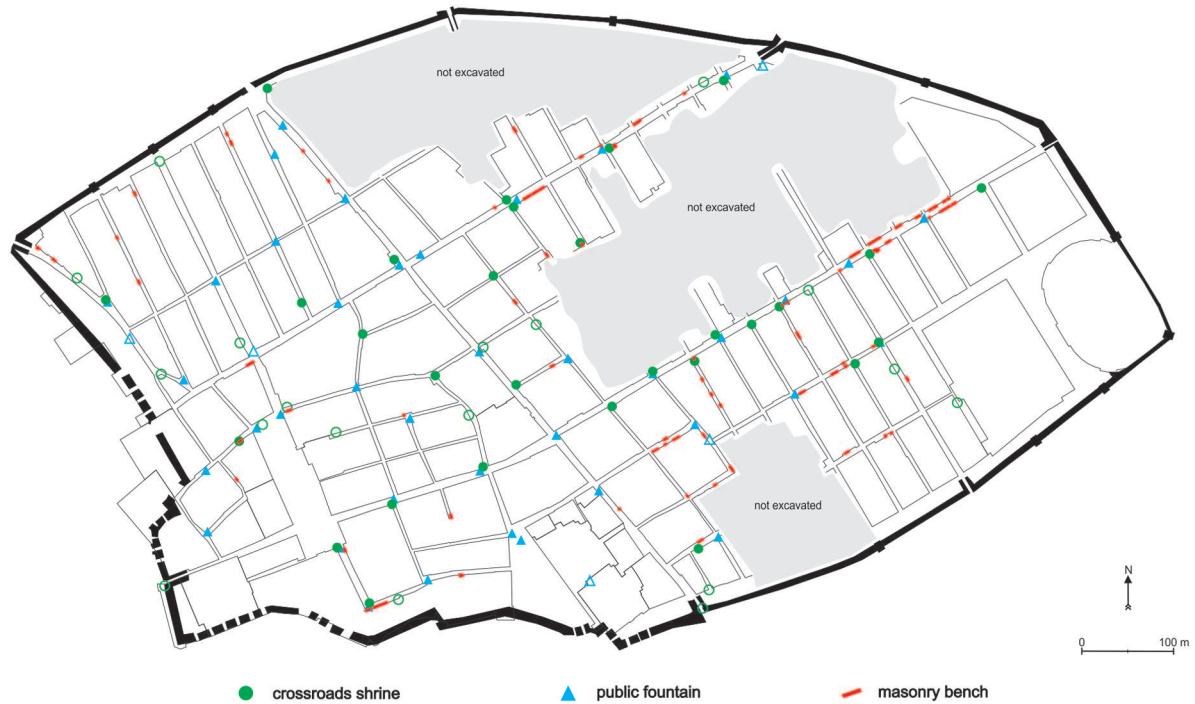 not excavated
not excavated
not excavated
N
0 100 m
crossroads shrine public fountain masonry bench